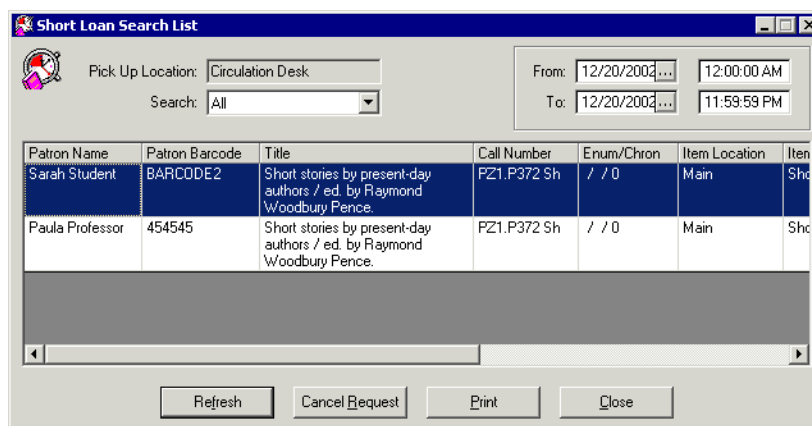 Short Loan Search List
Pick Up Location: Circulation Desk
Search: All
From: 12/20/2002 ... 12:00:00 AM
To: 12/20/2002 ... 11:59:59 PM
Patron Name Patron Barcode Title Call Number Enum/Chron Item Location Iten
Sarah Student BARCODE2 Short stories by present-day PZ1.P372 Sh / / 0 Main Sho
authors / ed. by Raymond
Woodbury Pence.
Paula Professor 454545 Short stories by present-day PZ1.P372 Sh / / 0 Main Sho
authors / ed. by Raymond
Woodbury Pence.
Refresh Cancel Request Print Close